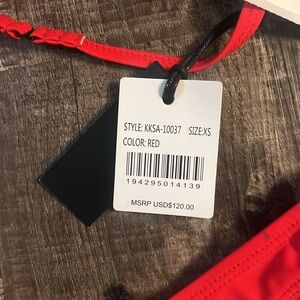 STYLE: KKSA-10037 SIZE:XS
COLOR: RED
194295014139
MSRP USD$120.00